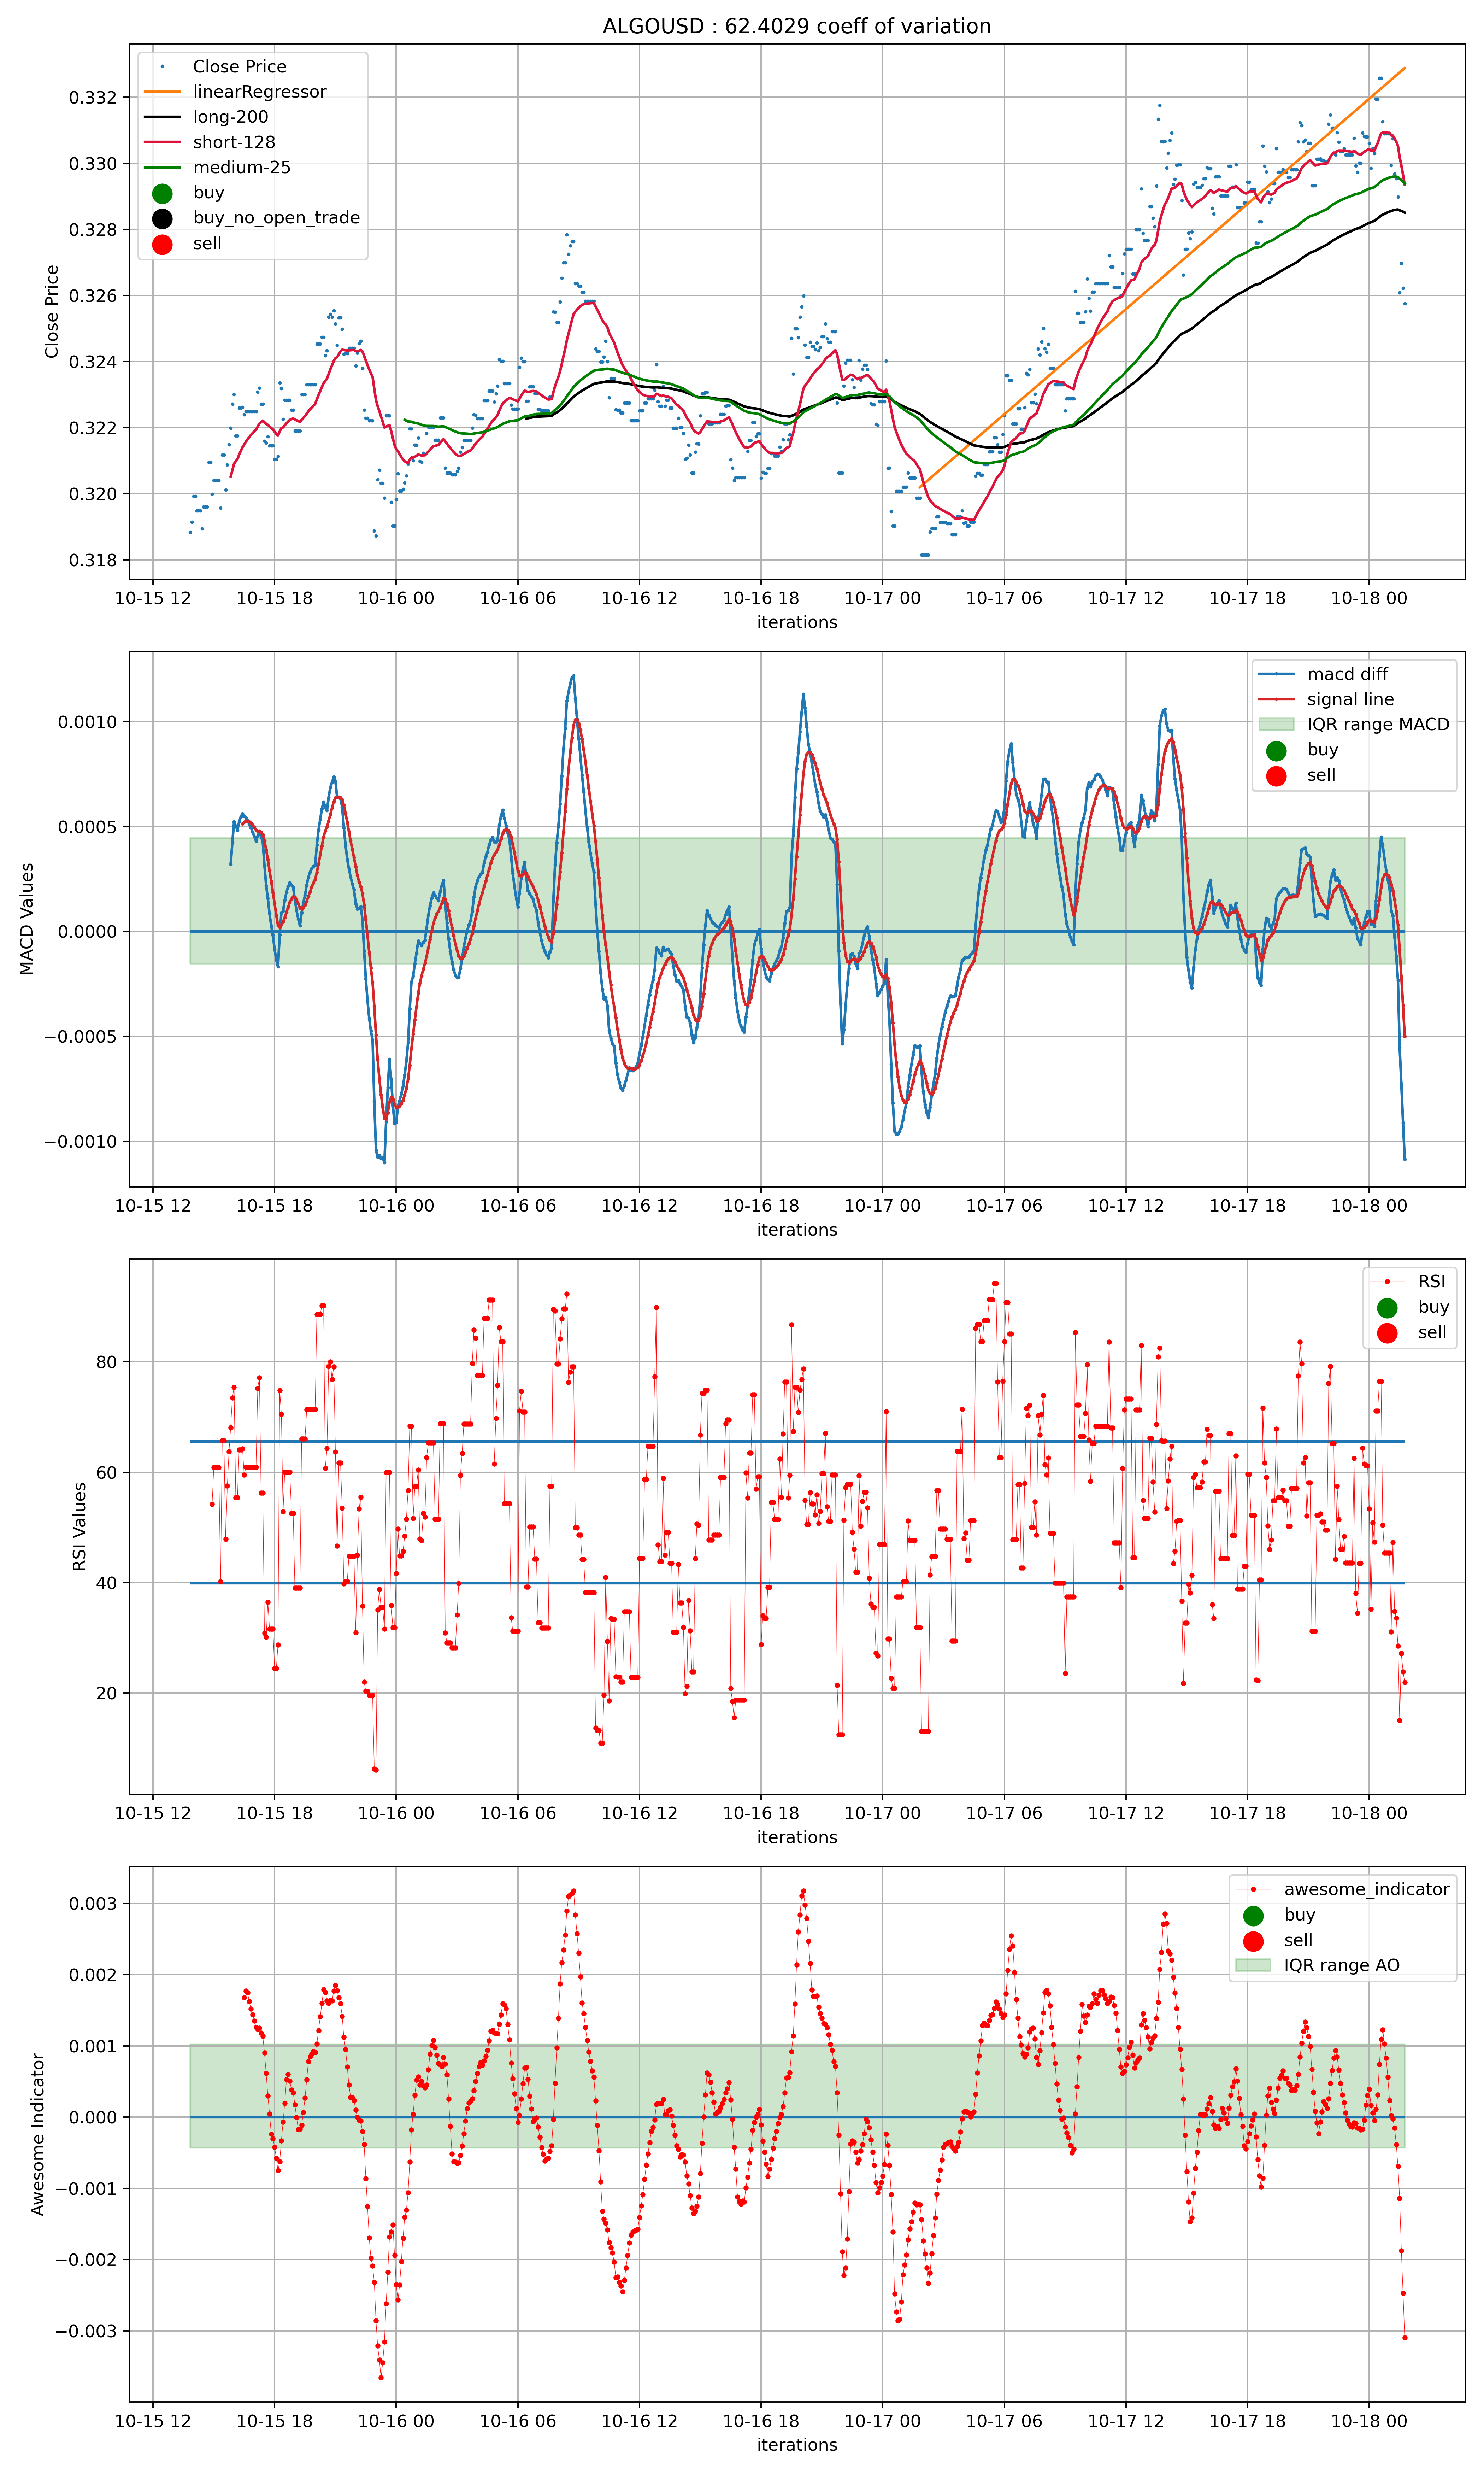 ALGOUSD : 62.4029 coeff of variation
Close Price
linearRegressor
long-200
short-128
medium-25
buy
buy_no_open_trade
sell
0.332
0.330
0.328
0.326
0.324
0.322
0.320
0.318
Close Price
10-15 12 10-15 18 10-16 00 10-16 06 10-16 12 10-16 18 10-17 00 10-17 06 10-17 12 10-17 18 10-18 00
iterations
macd diff
signal line
IQR range MACD
buy
sell
0.0010
0.0005
0.0000
−0.0005
−0.0010
MACD Values
10-15 12 10-15 18 10-16 00 10-16 06 10-16 12 10-16 18 10-17 00 10-17 06 10-17 12 10-17 18 10-18 00
iterations
RSI
buy
sell
80
60
40
20
RSI Values
10-15 12 10-15 18 10-16 00 10-16 06 10-16 12 10-16 18 10-17 00 10-17 06 10-17 12 10-17 18 10-18 00
iterations
awesome_indicator
buy
sell
IQR range AO
0.003
0.002
0.001
0.000
−0.001
−0.002
−0.003
Awesome Indicator
10-15 12 10-15 18 10-16 00 10-16 06 10-16 12 10-16 18 10-17 00 10-17 06 10-17 12 10-17 18 10-18 00
iterations